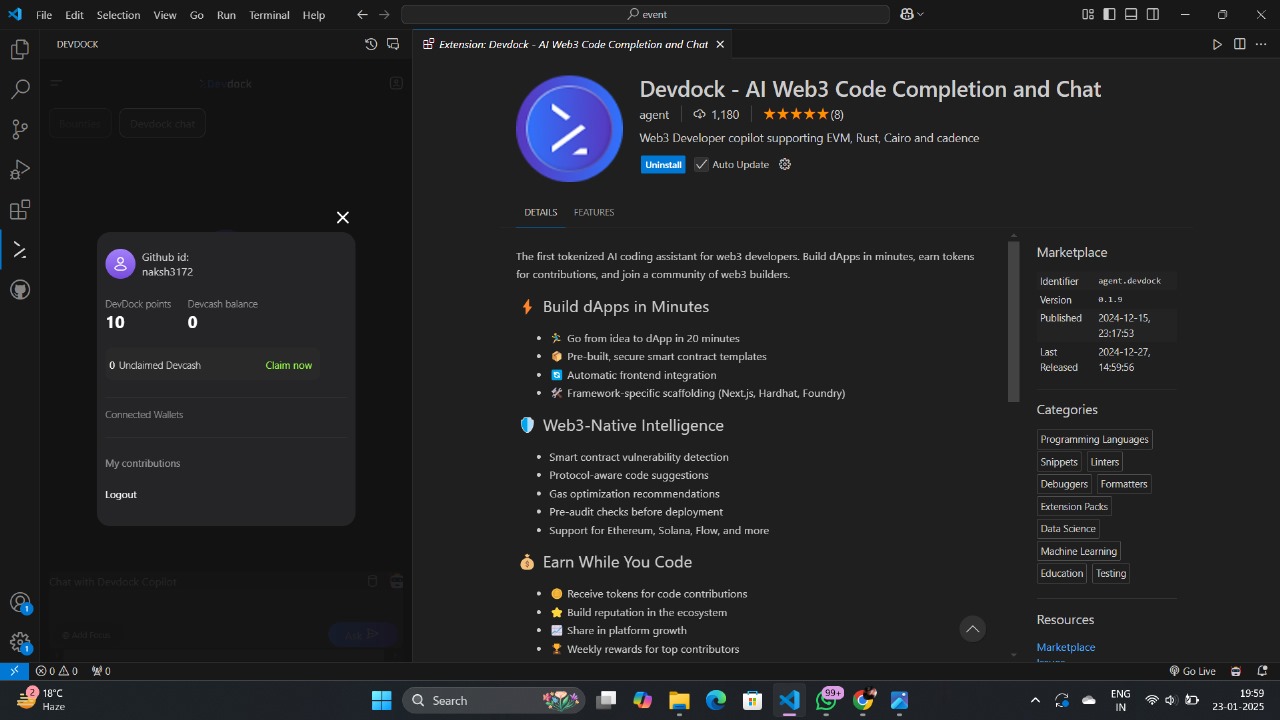 File Edit Selection View Go Run Terminal Help
event
DEVDOCK
Extension: Devdock - AI Web3 Code Completion and Chat
Devdock
Bounties
Devdock chat
Github id:
naksh3172
DevDock points
Devcash balance
10
0
0 Unclaimed Devcash
Claim now
Connected Wallets
My contributions
Logout
Chat with Devdock Copilot
@ Add Focus
Ask
Devdock - AI Web3 Code Completion and Chat
agent
1,180
(8)
Web3 Developer copilot supporting EVM, Rust, Cairo and cadence
Uninstall
Auto Update
DETAILS
FEATURES
The first tokenized AI coding assistant for web3 developers. Build dApps in minutes, earn tokens
for contributions, and join a community of web3 builders.
Build dApps in Minutes
Go from idea to dApp in 20 minutes
Pre-built, secure smart contract templates
Automatic frontend integration
Framework-specific scaffolding (Next.js, Hardhat, Foundry)
Web3-Native Intelligence
Smart contract vulnerability detection
Protocol-aware code suggestions
Gas optimization recommendations
Pre-audit checks before deployment
Support for Ethereum, Solana, Flow, and more
Earn While You Code
Receive tokens for code contributions
Build reputation in the ecosystem
Share in platform growth
Weekly rewards for top contributors
Marketplace
Identifier agent.devdock
Version 0.1.9
Published 2024-12-15,
23:17:53
Last 2024-12-27,
Released 14:59:56
Categories
Programming Languages
Snippets Linters
Debuggers Formatters
Extension Packs
Data Science
Machine Learning
Education Testing
Resources
Marketplace
1
1
0 0 0
Go Live
2
18°C
Haze
Search
99+
ENG
IN
19:59
23-01-2025